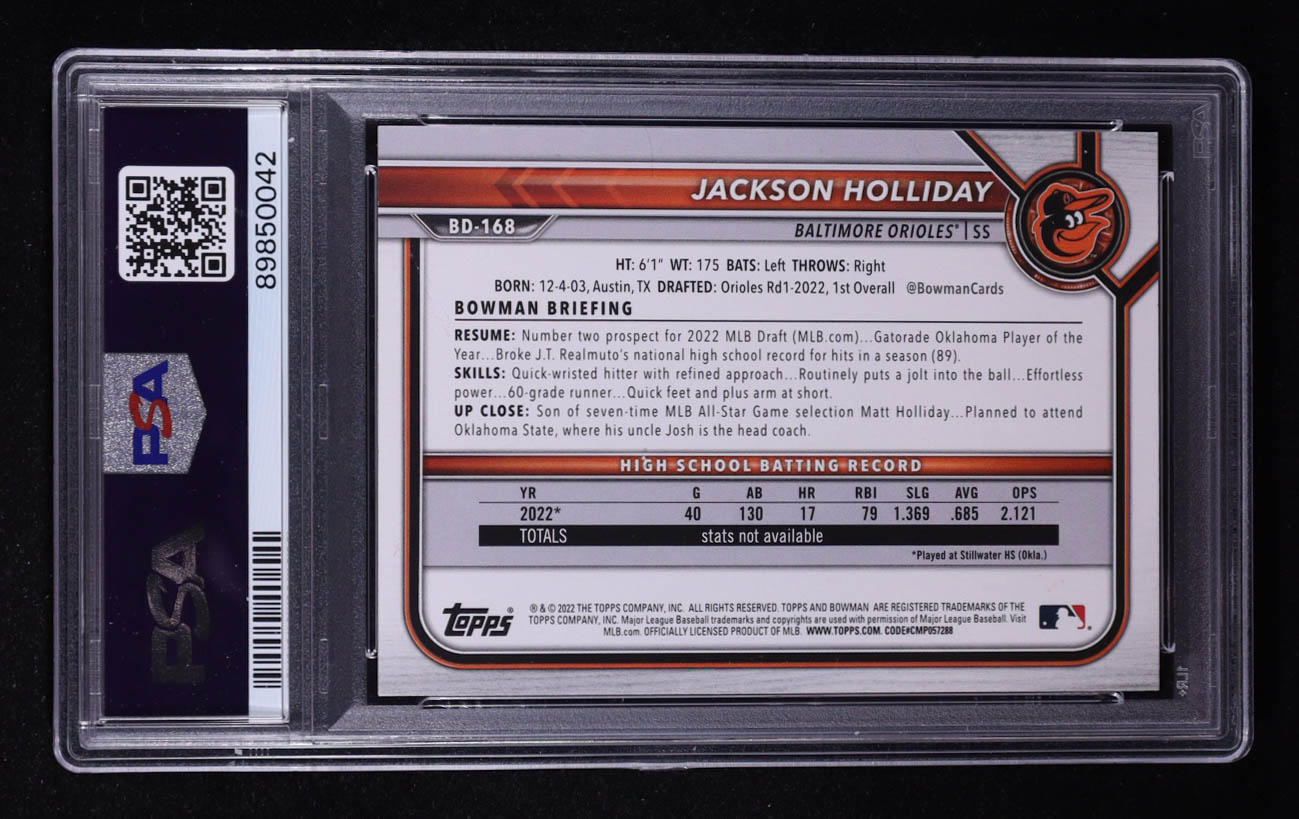 89850042
PSA
PSA
PSA
JACKSON HOLLIDAY
BD-168
BALTIMORE ORIOLES® | SS
HT: 6'1" WT: 175 BATS: Left THROWS: Right
BORN: 12-4-03, Austin, TX DRAFTED: Orioles Rd1-2022, 1st Overall @BowmanCards
BOWMAN BRIEFING
RESUME: Number two prospect for 2022 MLB Draft (MLB.com)...Gatorade Oklahoma Player of the
Year...Broke J.T. Realmuto's national high school record for hits in a season (89).
SKILLS: Quick-wristed hitter with refined approach...Routinely puts a jolt into the ball...Effortless
power...60-grade runner...Quick feet and plus arm at short.
UP CLOSE: Son of seven-time MLB All-Star Game selection Matt Holliday...Planned to attend
Oklahoma State, where his uncle Josh is the head coach.
HIGH SCHOOL BATTING RECORD
YR G AB HR RBI SLG AVG OPS
2022* 40 130 17 79 1.369 .685 2.121
TOTALS stats not available
*Played at Stillwater HS (Okla.)
Topps®
® & © 2022 THE TOPPS COMPANY, INC. ALL RIGHTS RESERVED. TOPPS AND BOWMAN ARE REGISTERED TRADEMARKS OF THE
TOPPS COMPANY, INC. Major League Baseball trademarks and copyrights are used with permission of Major League Baseball. Visit
MLB.com. OFFICIALLY LICENSED PRODUCT OF MLB. WWW.TOPPS.COM. CODE#CMP057288